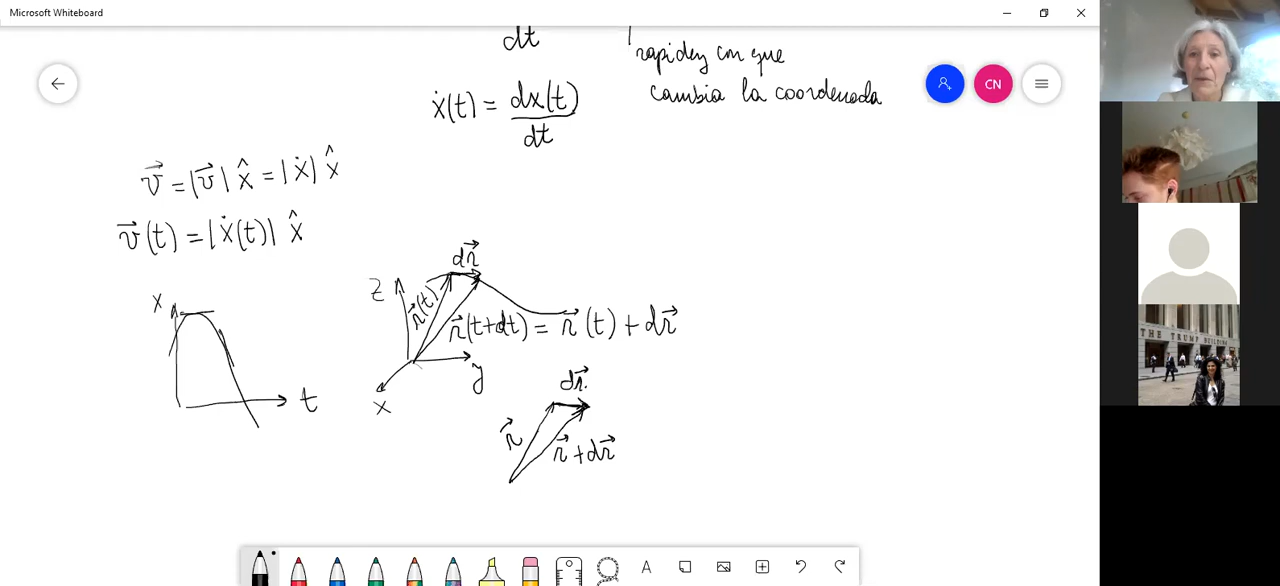 Microsoft Whiteboard
dt
rapidez con que
cambia la coordenada
CN
ẋ(t) = dx(t)/dt
v⃗ = |v⃗| x̂ = |ẋ| x̂
v⃗(t) = |ẋ(t)| x̂
x
t
z
y
x
dr⃗
r⃗(t)
r⃗(t+dt) = r⃗(t) + dr⃗
dr⃗
r⃗
r⃗ + dr⃗
A
THE TRUMP BUILDING